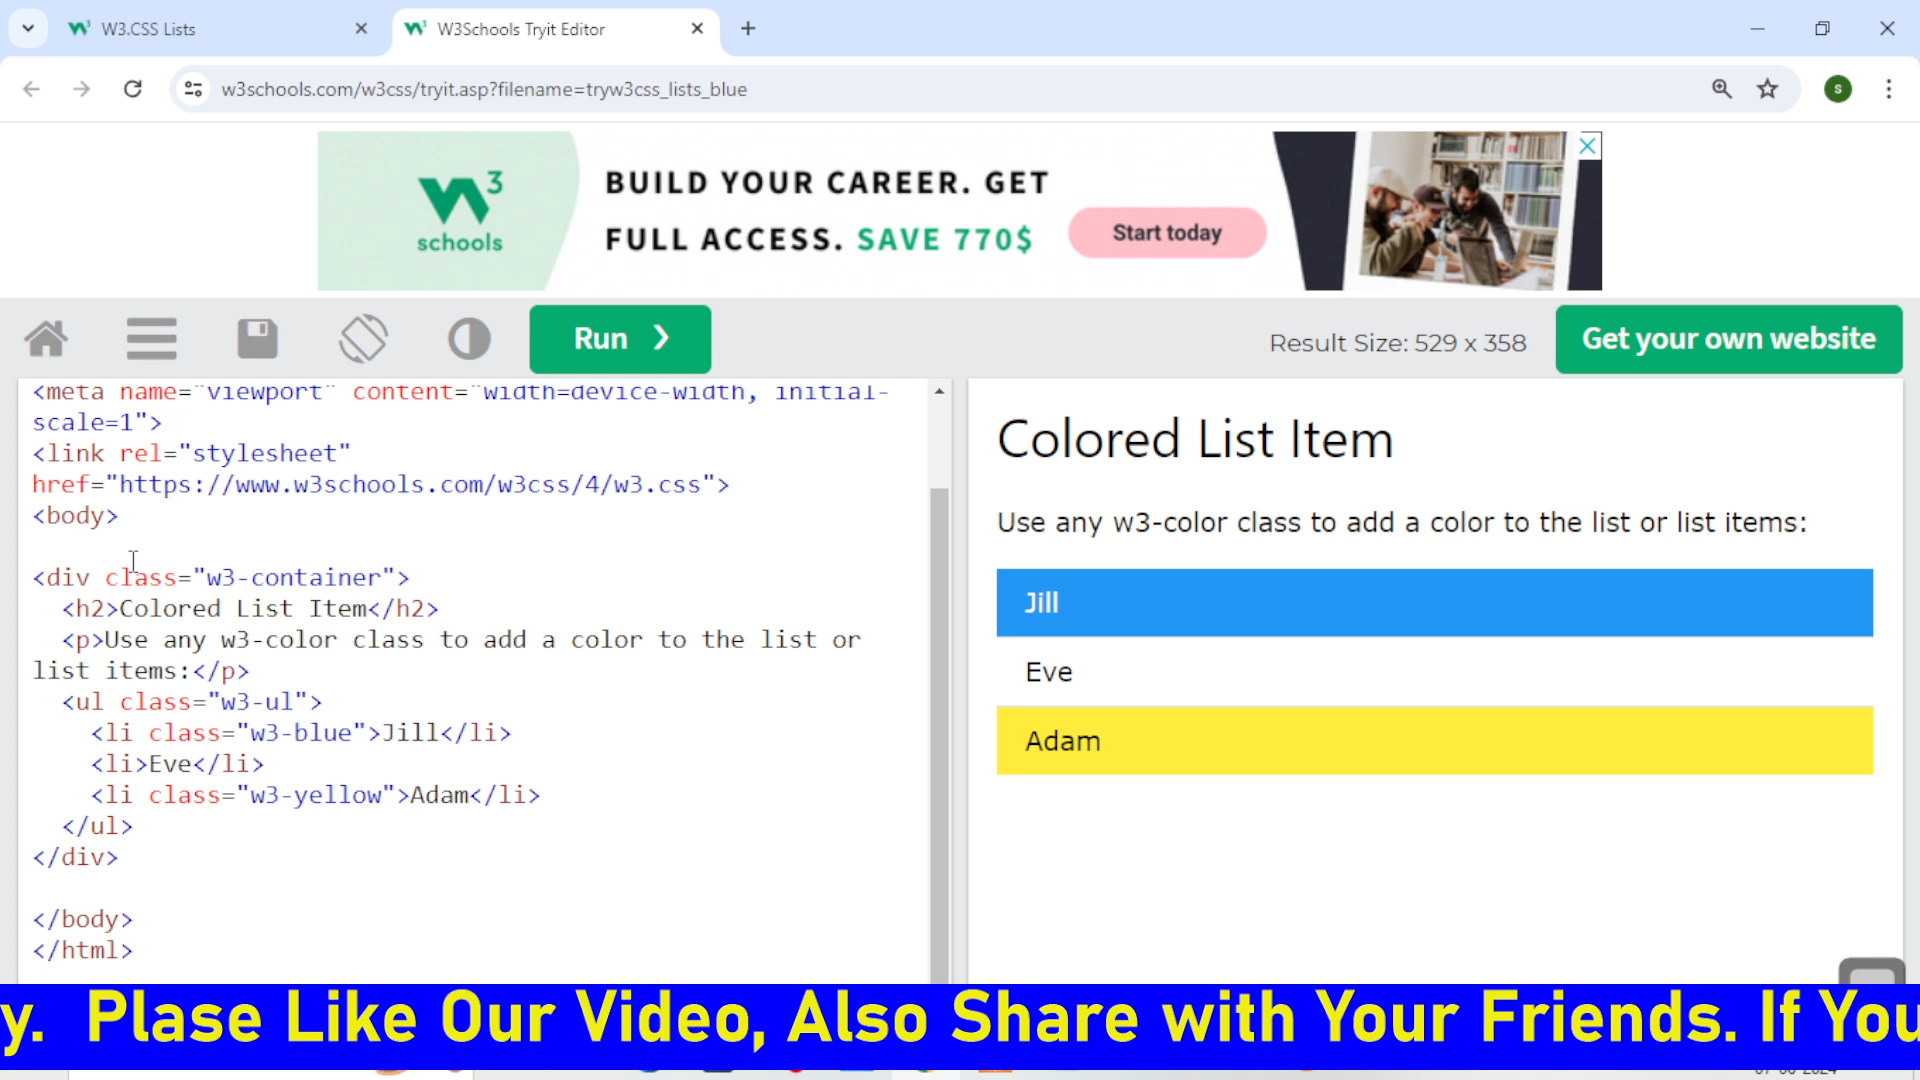 W3.CSS Lists
W3Schools Tryit Editor
w3schools.com/w3css/tryit.asp?filename=tryw3css_lists_blue
s
3
schools
BUILD YOUR CAREER. GET
FULL ACCESS. SAVE 770$
Start today
Run ❯
Result Size: 529 x 358
Get your own website
<meta name="viewport" content="width=device-width, initial-
scale=1">
<link rel="stylesheet"
href="https://www.w3schools.com/w3css/4/w3.css">
<body>
<div class="w3-container">
<h2>Colored List Item</h2>
<p>Use any w3-color class to add a color to the list or
list items:</p>
<ul class="w3-ul">
<li class="w3-blue">Jill</li>
<li>Eve</li>
<li class="w3-yellow">Adam</li>
</ul>
</div>
</body>
</html>
Colored List Item
Use any w3-color class to add a color to the list or list items:
Jill
Eve
Adam
y. Plase Like Our Video, Also Share with Your Friends. If You